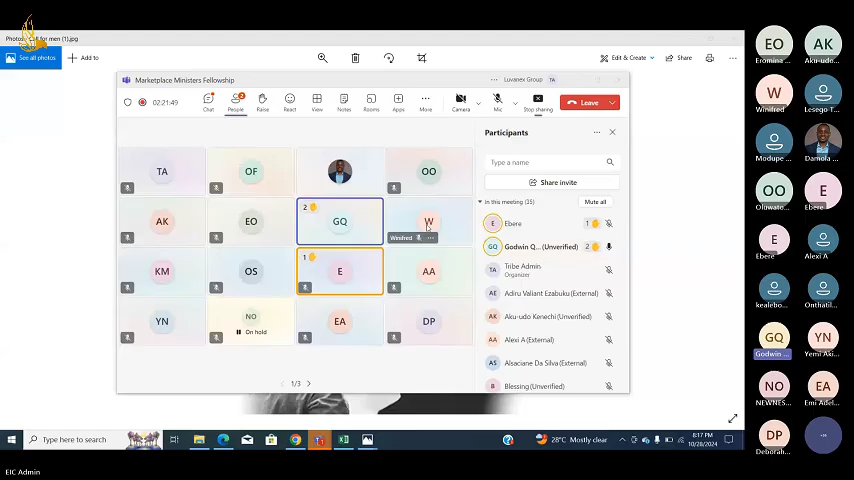 Photos - Call for men (1).jpg
See all photos
Add to
Edit & Create
Share
Marketplace Ministers Fellowship
Luvanex Group
TA
02:21:49
Chat
People
2
Raise
React
View
Notes
Rooms
Apps
More
Camera
Mic
Stop sharing
Leave
Participants
Type a name
Share invite
In this meeting (35)
Mute all
TA
OF
OO
AK
EO
2
GQ
W
Winifred
KM
OS
1
E
AA
YN
NO
On hold
EA
DP
1/3
E
Ebere
1
GQ
Godwin Q... (Unverified)
2
TA
Tribe Admin
Organizer
AE
Adiru Valiant Ezubuku (External)
AK
Aku-udo Kenechi (Unverified)
AA
Alexi A (External)
AS
Alsaciane Da Silva (External)
B
Blessing (Unverified)
EO
Eromina ...
AK
Aku-udo...
W
Winifred
Lesego T...
Modupe ...
Damola ...
OO
Oluwato...
E
Ebere
E
Ebere
A
Alexi A
kealebo...
Onthatil...
GQ
Godwin ...
YN
Yemi Aki...
NO
NEWNES...
EA
Emi Adel...
DP
Deborah...
Type here to search
28°C Mostly clear
8:17 PM
10/28/2024
EIC Admin